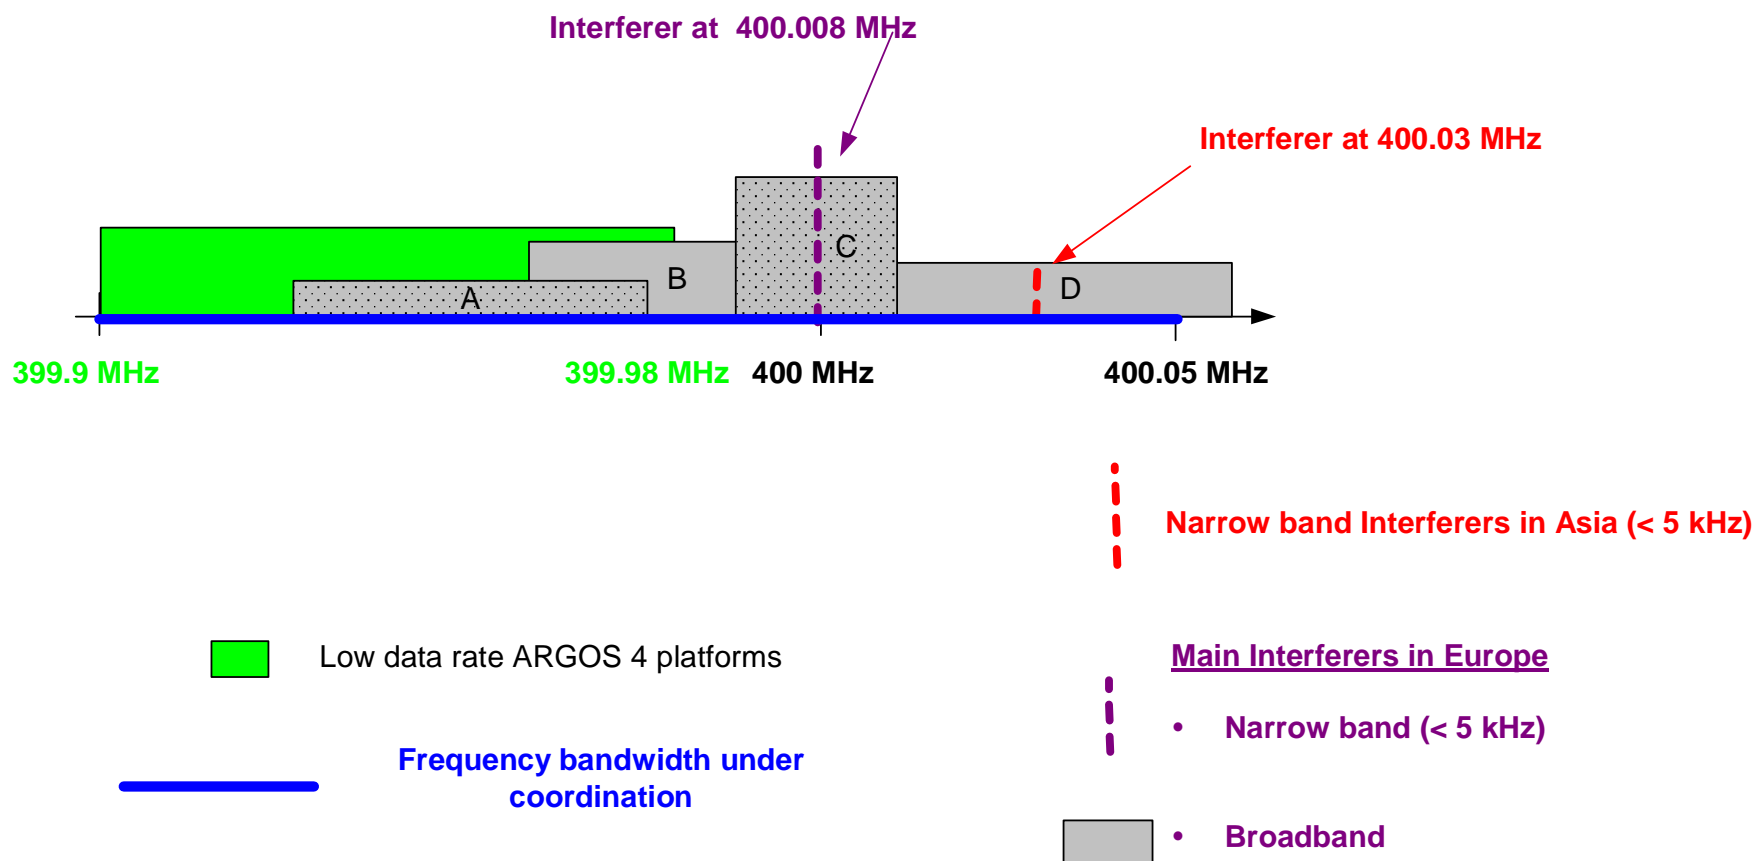 Interferer at 400.008 MHz
Interferer at 400.03 MHz
C
B
D
A
399.9 MHz
399.98 MHz
400 MHz
400.05 MHz
Narrow band Interferers in Asia (< 5 kHz)
Low data rate ARGOS 4 platforms
Main Interferers in Europe
• Narrow band (< 5 kHz)
Frequency bandwidth under
coordination
• Broadband